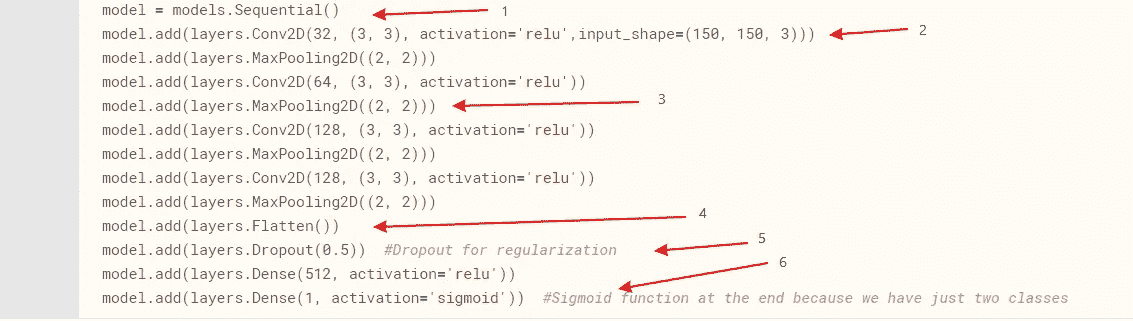 model = models.Sequential() 1
model.add(layers.Conv2D(32, (3, 3), activation='relu',input_shape=(150, 150, 3))) 2
model.add(layers.MaxPooling2D((2, 2)))
model.add(layers.Conv2D(64, (3, 3), activation='relu'))
model.add(layers.MaxPooling2D((2, 2))) 3
model.add(layers.Conv2D(128, (3, 3), activation='relu'))
model.add(layers.MaxPooling2D((2, 2)))
model.add(layers.Conv2D(128, (3, 3), activation='relu'))
model.add(layers.MaxPooling2D((2, 2)))
model.add(layers.Flatten()) 4
model.add(layers.Dropout(0.5)) #Dropout for regularization 5
model.add(layers.Dense(512, activation='relu')) 6
model.add(layers.Dense(1, activation='sigmoid')) #Sigmoid function at the end because we have just two classes